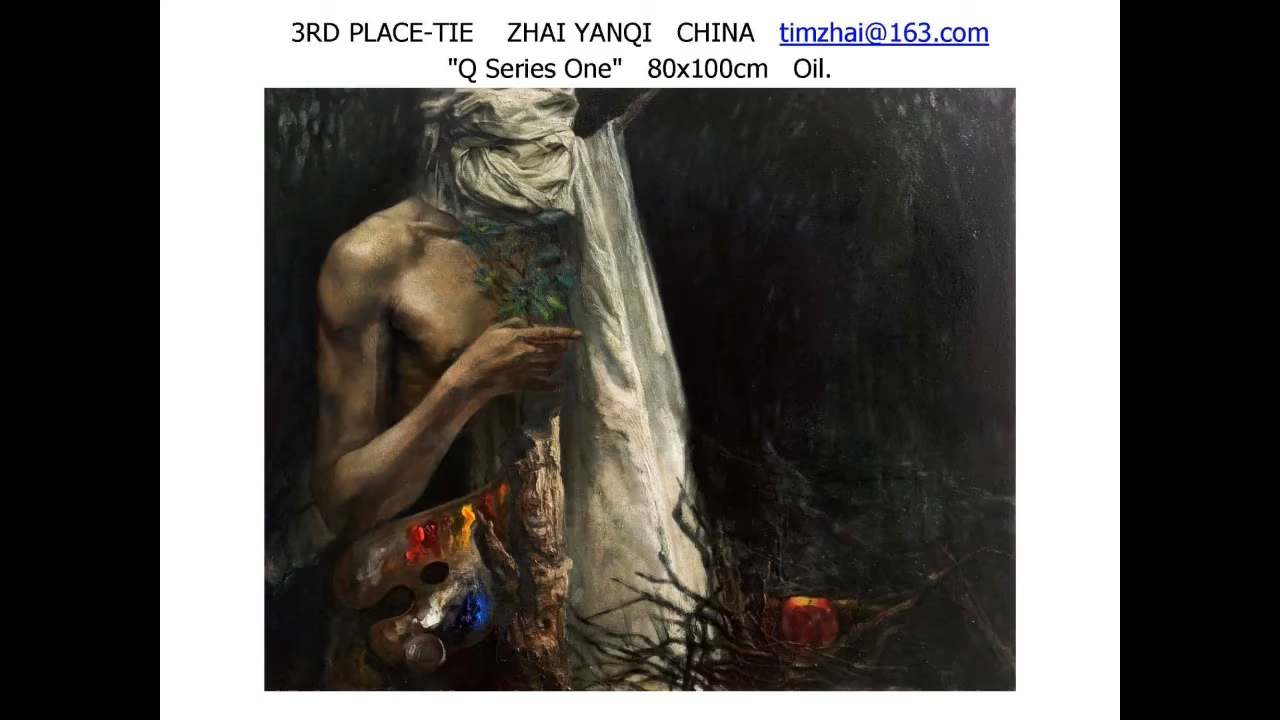 3RD PLACE-TIE ZHAI YANQI CHINA timzhai@163.com
"Q Series One" 80x100cm Oil.